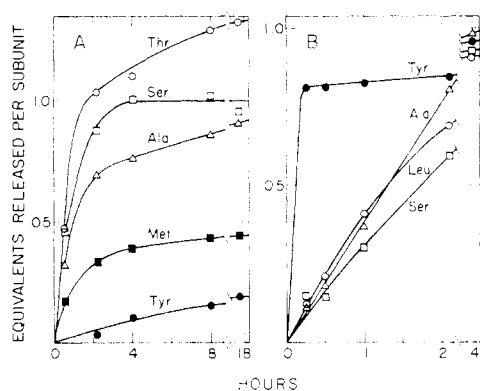 EQUIVALENTS RELEASED PER SUBUNIT
A
Thr
Ser
Ala
Met
Tyr
1.0
0.5
0
4
8
18
B
Tyr
Ala
Leu
Ser
1.0
0.5
0
1
2
4
HOURS